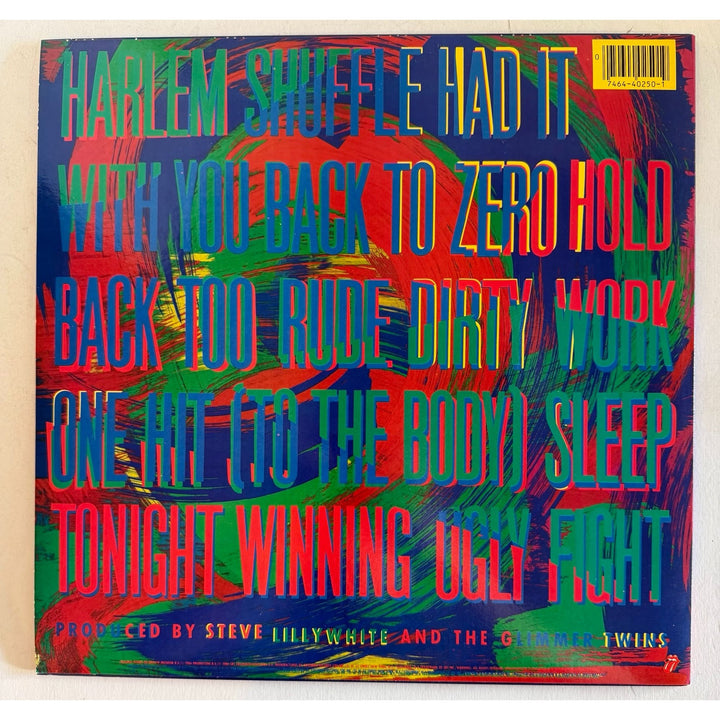 HARLEM SHUFFLE HAD IT
0
7464-40250-1
WITH YOU BACK TO ZERO HOLD
BACK TOO RUDE DIRTY WORK
ONE HIT (TO THE BODY) SLEEP
TONIGHT WINNING UGLY FIGHT
PRODUCED BY STEVE LILLYWHITE AND THE GLIMMER TWINS